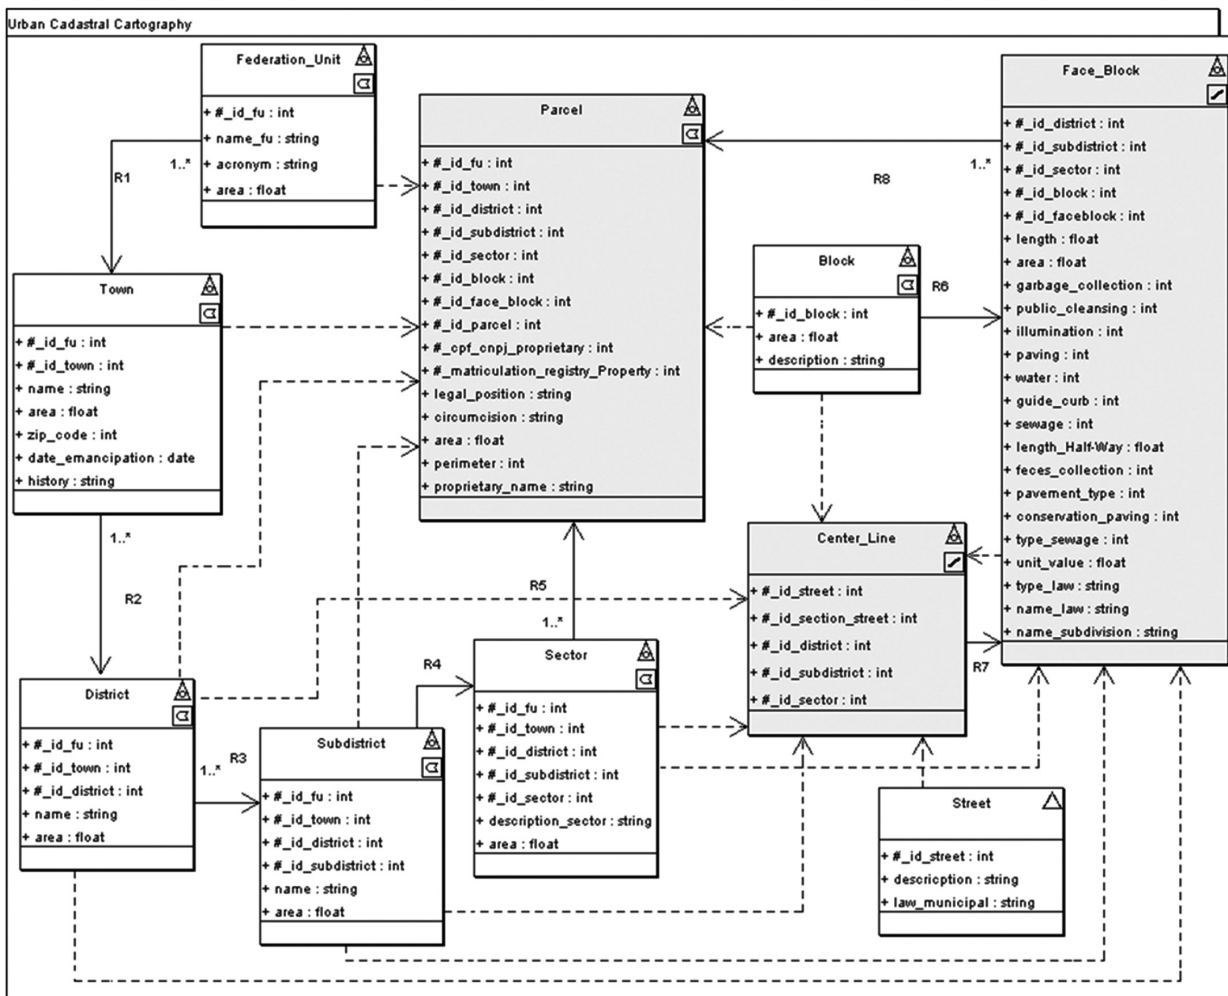 Urban Cadastral Cartography
Federation_Unit
+ #_id_fu : int
+ name_fu : string
+ acronym : string
+ area : float
1..*
R1
Parcel
+ #_id_fu : int
+ #_id_town : int
+ #_id_district : int
+ #_id_subdistrict : int
+ #_id_sector : int
+ #_id_block : int
+ #_id_face_block : int
+ #_id_parcel : int
+ #_cpf_cnpj_proprietary : int
+ #_matriculation_registry_Property : int
+ legal_position : string
+ circumcision : string
+ area : float
+ perimeter : int
+ proprietary_name : string
Face_Block
+ #_id_district : int
+ #_id_subdistrict : int
+ #_id_sector : int
+ #_id_block : int
+ #_id_faceblock : int
+ length : float
+ area : float
+ garbage_collection : int
+ public_cleansing : int
+ illumination : int
+ paving : int
+ water : int
+ guide_curb : int
+ sewage : int
+ length_Half-Way : float
+ feces_collection : int
+ pavement_type : int
+ conservation_paving : int
+ type_sewage : int
+ unit_value : float
+ type_law : string
+ name_law : string
+ name_subdivision : string
1..*
R8
Block
+ #_id_block : int
+ area : float
+ description : string
R6
Town
+ #_id_fu : int
+ #_id_town : int
+ name : string
+ area : float
+ zip_code : int
+ date_emancipation : date
+ history : string
1..*
R2
Center_Line
+ #_id_street : int
+ #_id_section_street : int
+ #_id_district : int
+ #_id_subdistrict : int
+ #_id_sector : int
R7
R5
1..*
R4
Sector
+ #_id_fu : int
+ #_id_town : int
+ #_id_district : int
+ #_id_subdistrict : int
+ #_id_sector : int
+ description_sector : string
+ area : float
District
+ #_id_fu : int
+ #_id_town : int
+ #_id_district : int
+ name : string
+ area : float
1..*
R3
Subdistrict
+ #_id_fu : int
+ #_id_town : int
+ #_id_district : int
+ #_id_subdistrict : int
+ name : string
+ area : float
Street
+ #_id_street : int
+ descricption : string
+ law_municipal : string